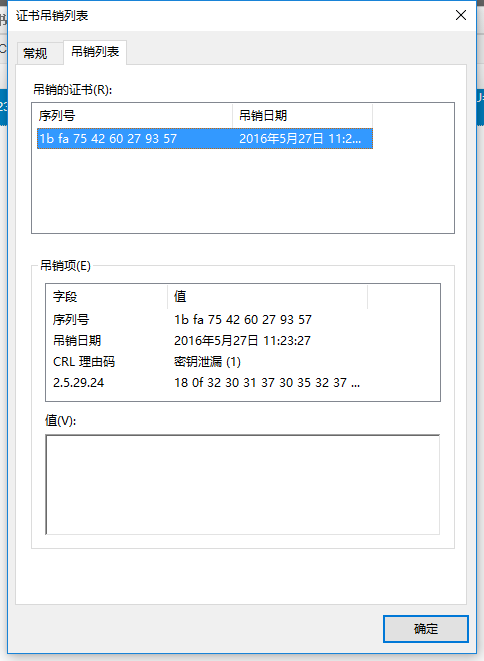 证书吊销列表
常规 吊销列表
吊销的证书(R):
序列号 吊销日期
1b fa 75 42 60 27 93 57 2016年5月27日 11:2...
吊销项(E)
字段 值
序列号 1b fa 75 42 60 27 93 57
吊销日期 2016年5月27日 11:23:27
CRL 理由码 密钥泄漏 (1)
2.5.29.24 18 0f 32 30 31 37 30 35 32 37 ...
值(V):
确定